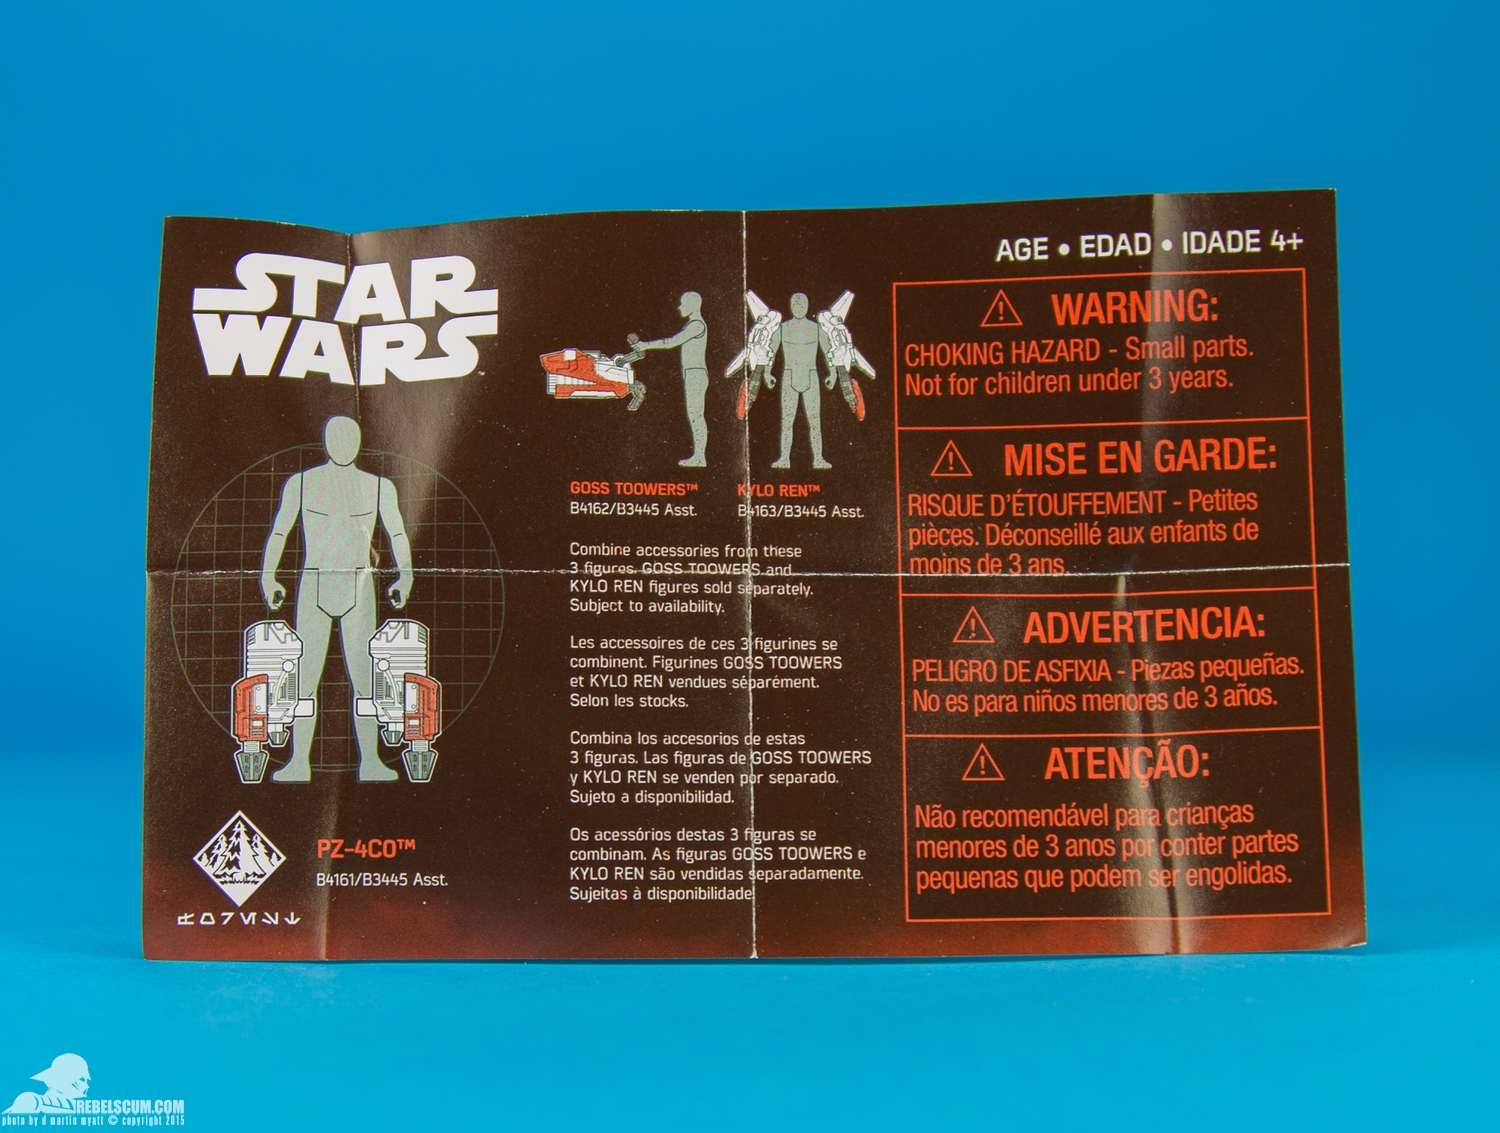 STAR
WARS
PZ-4CO™
B4161/B3445 Asst.
GOSS TOOWERS™
B4162/B3445 Asst.
KYLO REN™
B4163/B3445 Asst.
Combine accessories from these
3 figures. GOSS TOOWERS and
KYLO REN figures sold separately.
Subject to availability.
Les accessoires de ces 3 figurines se
combinent. Figurines GOSS TOOWERS
et KYLO REN vendues séparément.
Selon les stocks.
Combina los accesorios de estas
3 figuras. Las figuras de GOSS TOOWERS
y KYLO REN se venden por separado.
Sujeto a disponibilidad.
Os acessórios destas 3 figuras se
combinam. As figuras GOSS TOOWERS e
KYLO REN são vendidas separadamente.
Sujeitas à disponibilidade.
AGE • EDAD • IDADE 4+
WARNING:
CHOKING HAZARD - Small parts.
Not for children under 3 years.
MISE EN GARDE:
RISQUE D'ÉTOUFFEMENT - Petites
pièces. Déconseillé aux enfants de
moins de 3 ans.
ADVERTENCIA:
PELIGRO DE ASFIXIA - Piezas pequeñas.
No es para niños menores de 3 años.
ATENÇÃO:
Não recomendável para crianças
menores de 3 anos por conter partes
pequenas que podem ser engolidas.
REBELSCUM.COM
photo by d martin myatt © copyright 2015